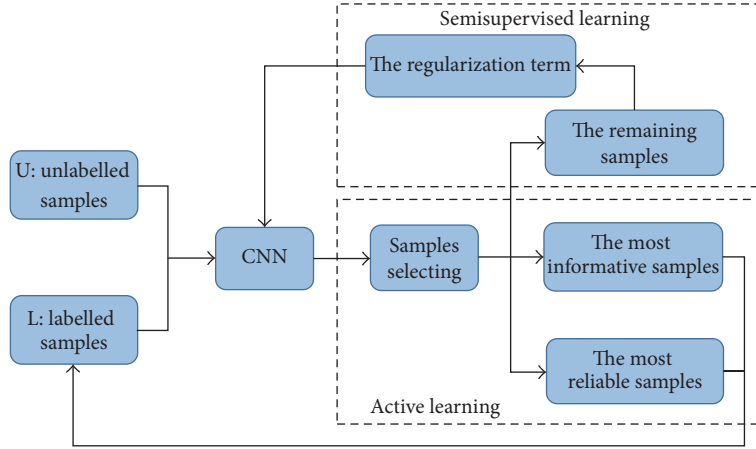 Semisupervised learning
The regularization term
The remaining
samples
U: unlabelled
samples
CNN
Samples
selecting
The most
informative samples
L: labelled
samples
The most
reliable samples
Active learning